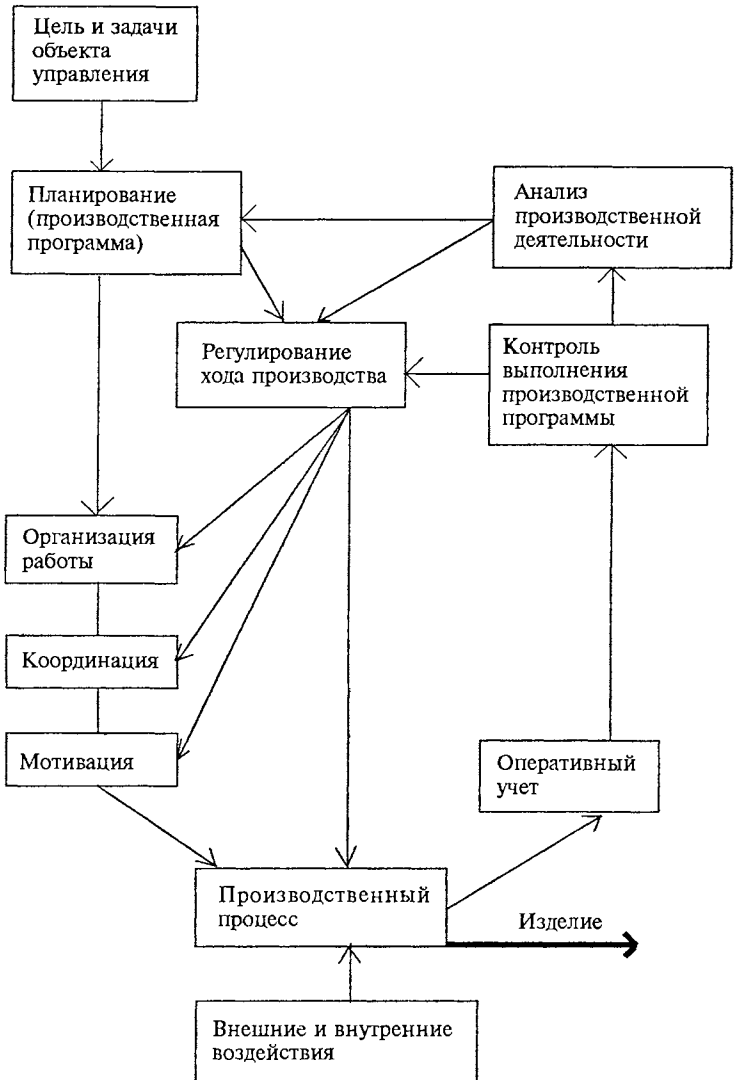 Цель и задачи
объекта
управления
Планирование
(производственная
программа)
Анализ
производственной
деятельности
Регулирование
хода производства
Контроль
выполнения
производственной
программы
Организация
работы
Координация
Мотивация
Оперативный
учет
Производственный
процесс
Изделие
Внешние и внутренние
воздействия